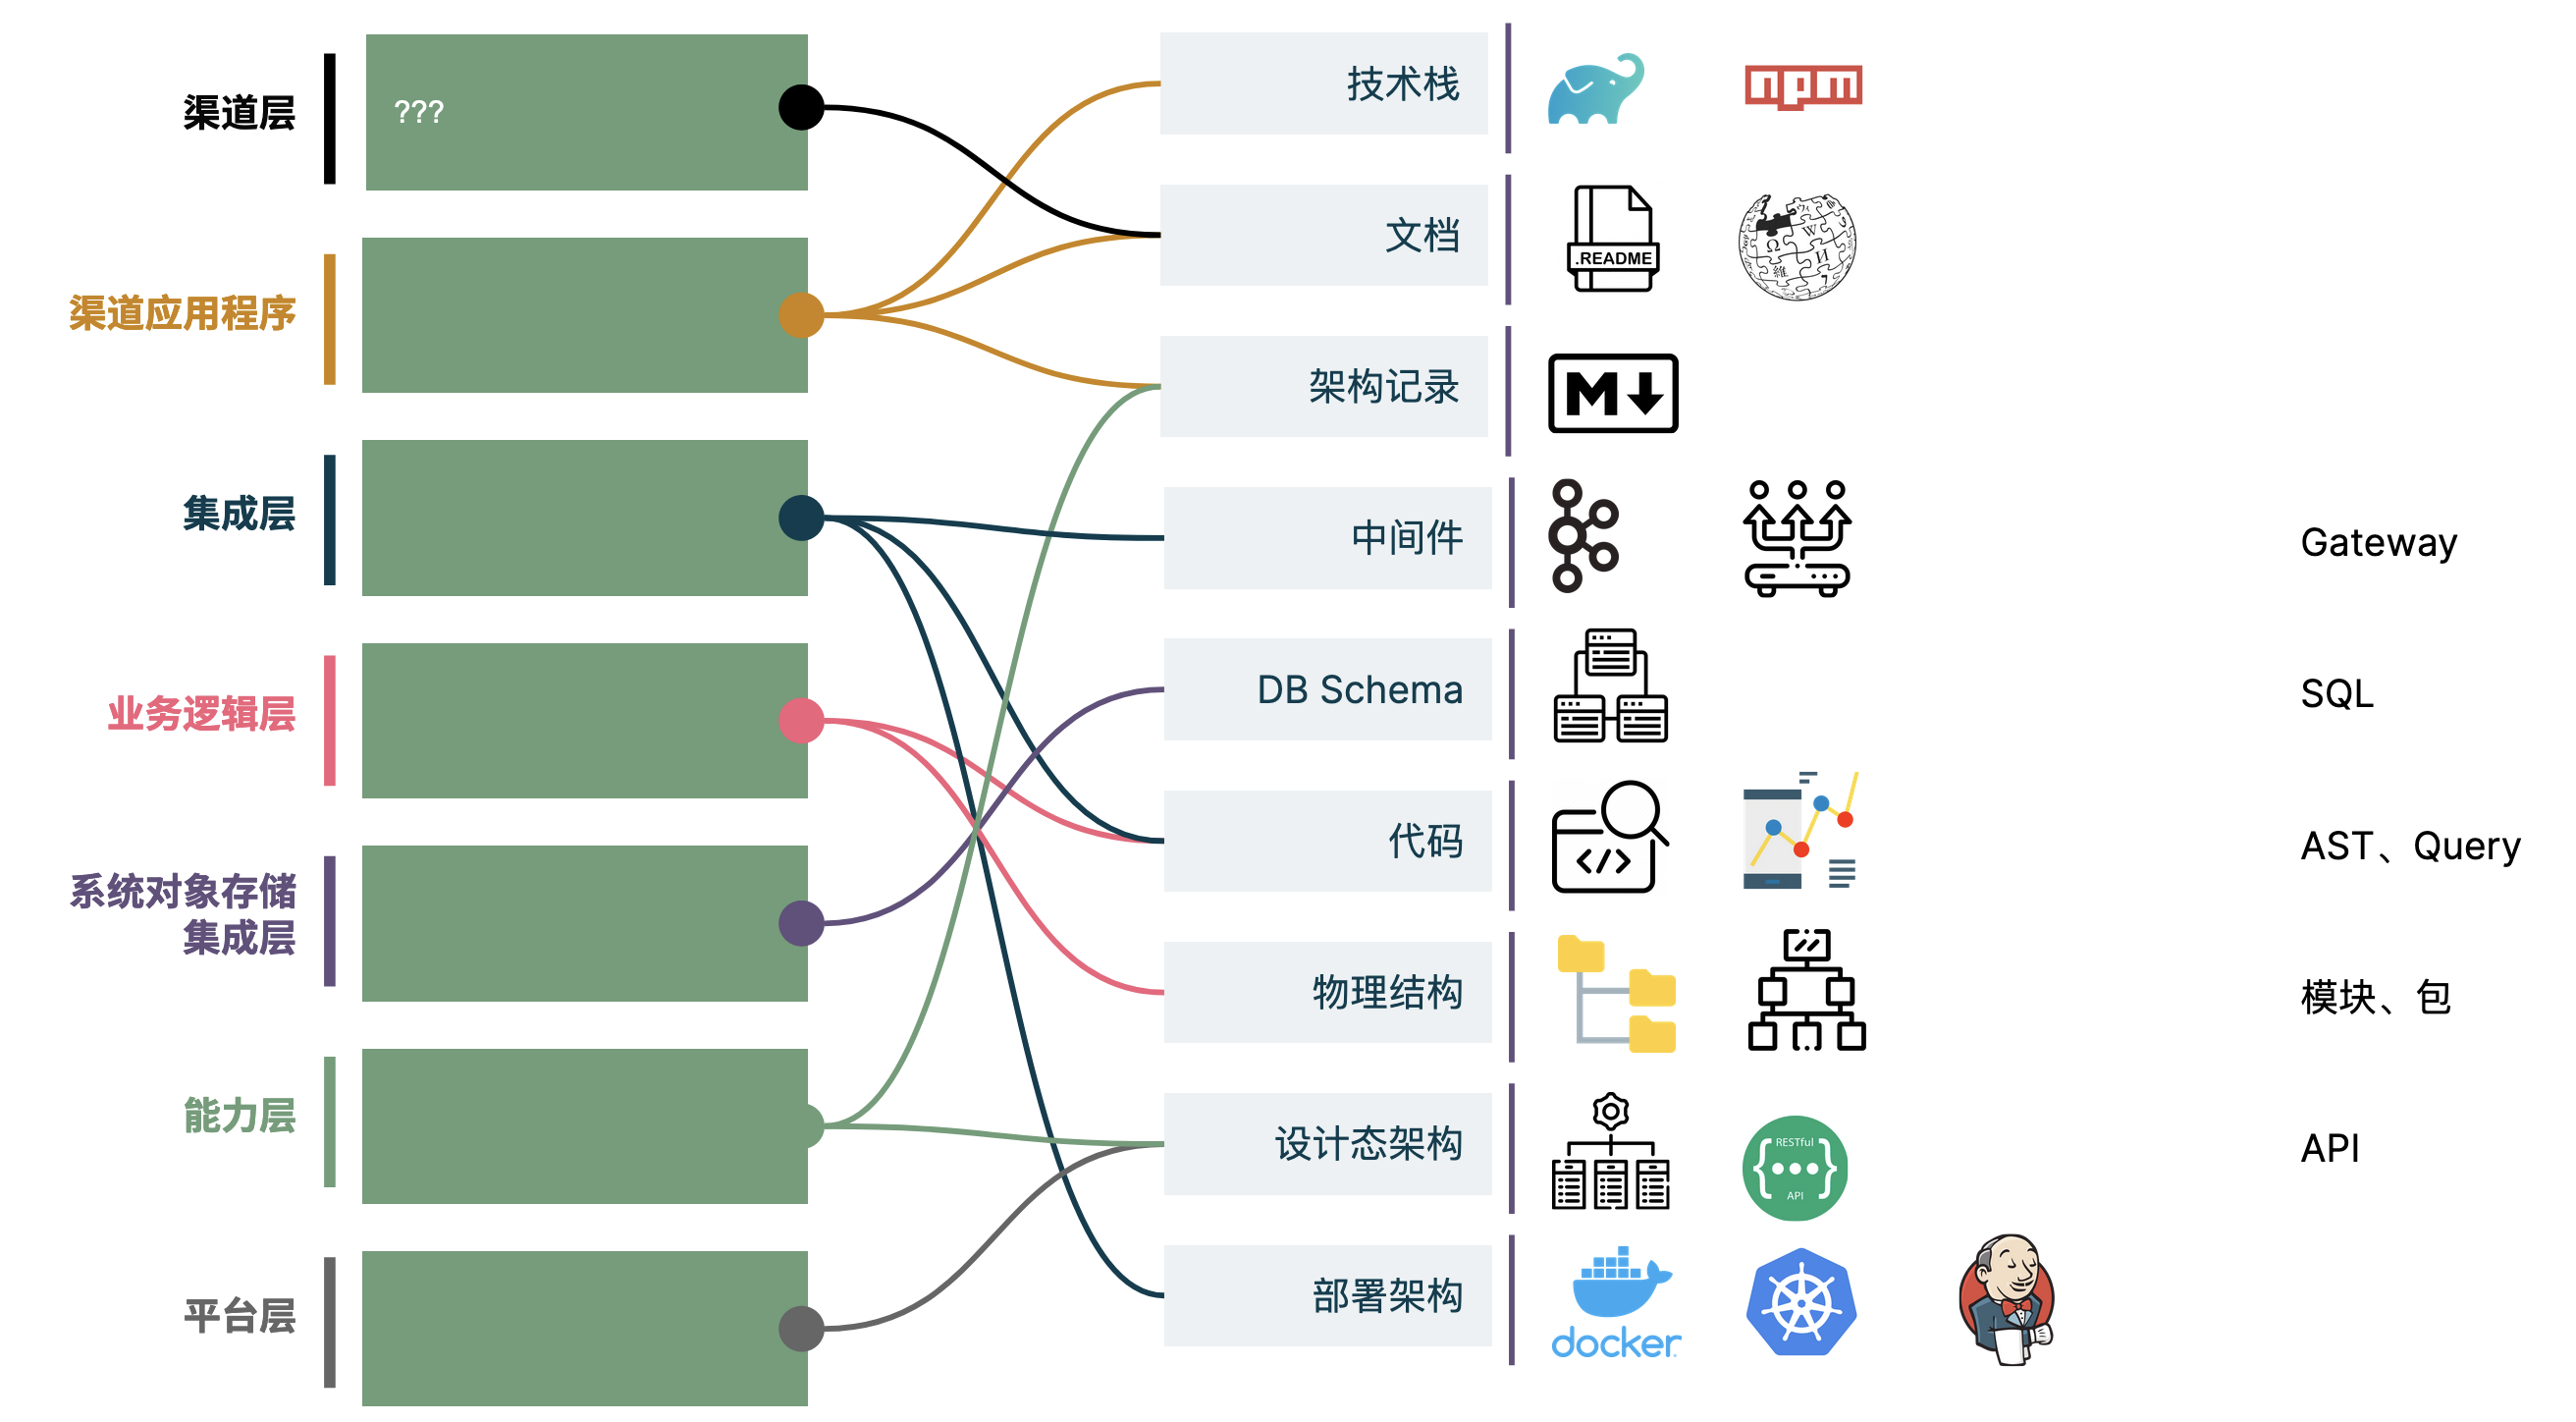 渠道层
???
渠道应用程序
集成层
业务逻辑层
系统对象存储
集成层
能力层
平台层
技术栈
npm
文档
.README
架构记录
M
中间件
Gateway
DB Schema
SQL
代码
</>
AST、Query
物理结构
模块、包
设计态架构
RESTful
{...}
API
API
部署架构
docker